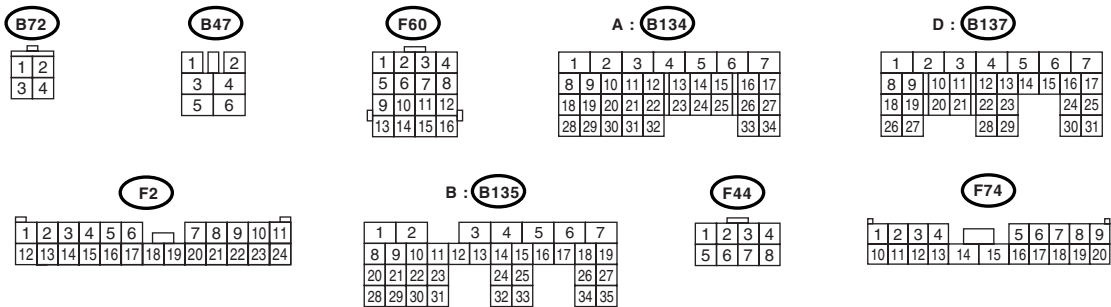 B72
B47
F60
A : B134
D : B137
1 2
3 4
1 2
3 4
5 6
1 2 3 4
5 6 7 8
9 10 11 12
13 14 15 16
1 2 3 4 5 6 7
8 9 10 11 12 13 14 15 16 17
18 19 20 21 22 23 24 25 26 27
28 29 30 31 32 33 34
1 2 3 4 5 6 7
8 9 10 11 12 13 14 15 16 17
18 19 20 21 22 23 24 25
26 27 28 29 30 31
F2
B : B135
F44
F74
1 2 3 4 5 6 7 8 9 10 11
12 13 14 15 16 17 18 19 20 21 22 23 24
1 2 3 4 5 6 7
8 9 10 11 12 13 14 15 16 17 18 19
20 21 22 23 24 25 26 27
28 29 30 31 32 33 34 35
1 2 3 4
5 6 7 8
1 2 3 4 5 6 7 8 9
10 11 12 13 14 15 16 17 18 19 20